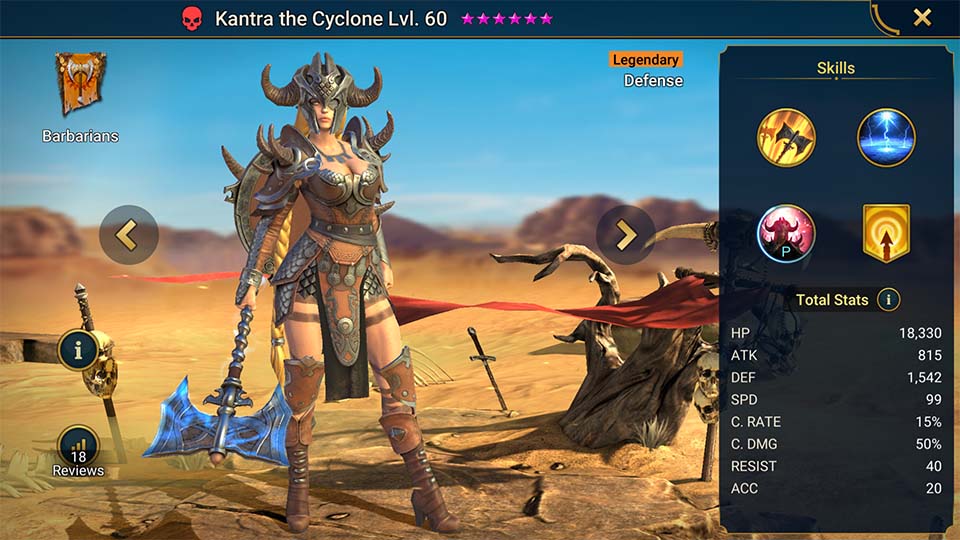 Kantra the Cyclone Lvl. 60
Barbarians
Legendary
Defense
18
Reviews
Skills
P
Total Stats
HP 18,330
ATK 815
DEF 1,542
SPD 99
C. RATE 15%
C. DMG 50%
RESIST 40
ACC 20